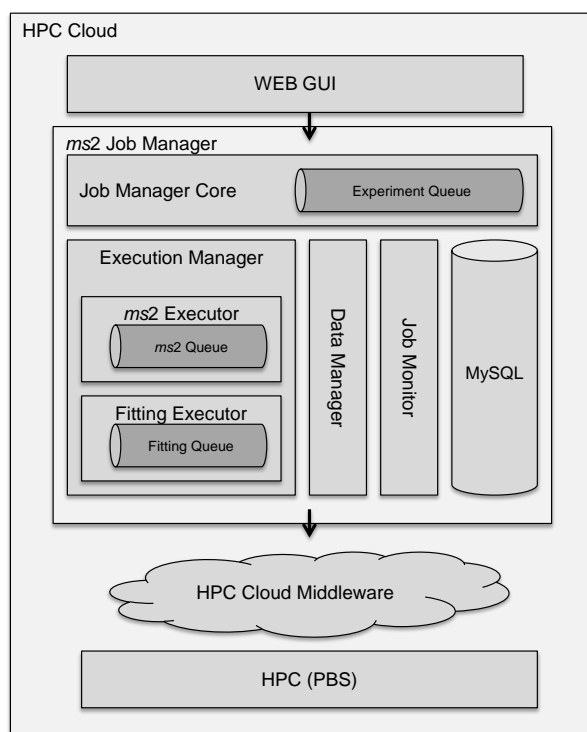 HPC Cloud
WEB GUI
ms2 Job Manager
Job Manager Core
Experiment Queue
Execution Manager
ms2 Executor
ms2 Queue
Fitting Executor
Fitting Queue
Data Manager
Job Monitor
MySQL
HPC Cloud Middleware
HPC (PBS)